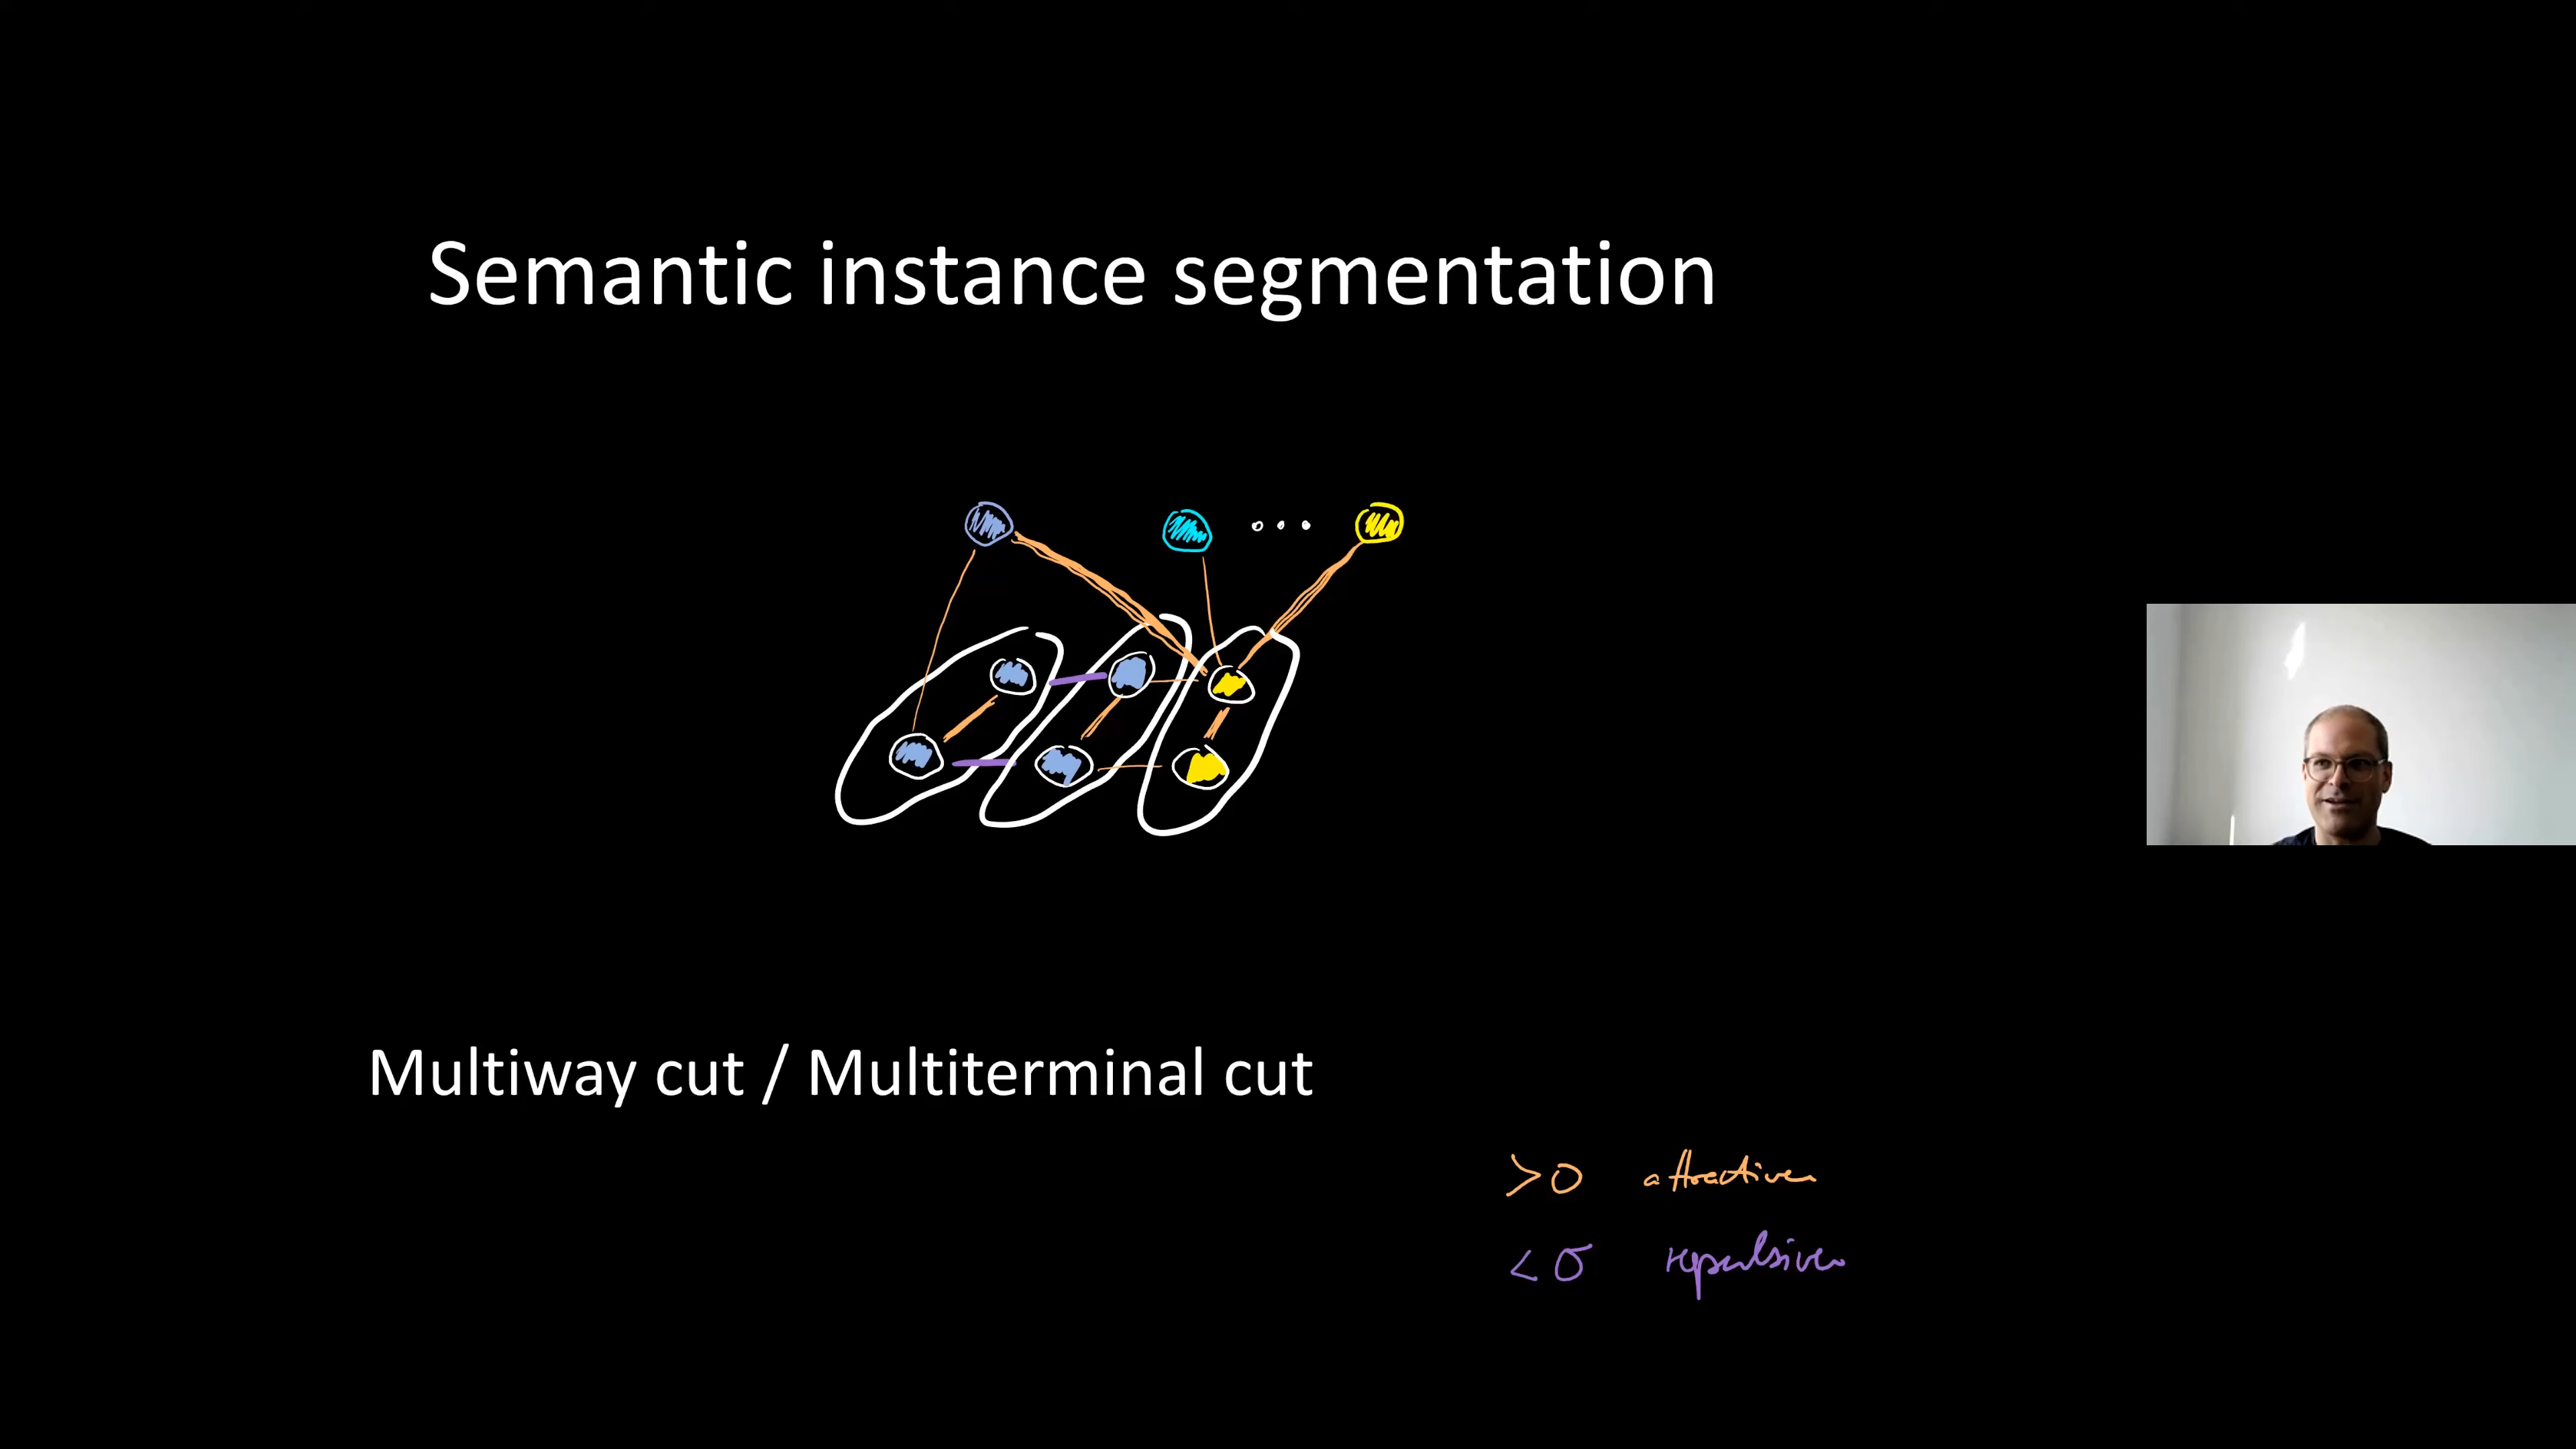 Semantic instance segmentation
Multiway cut / Multiterminal cut
>0 attractive
<0 repulsive